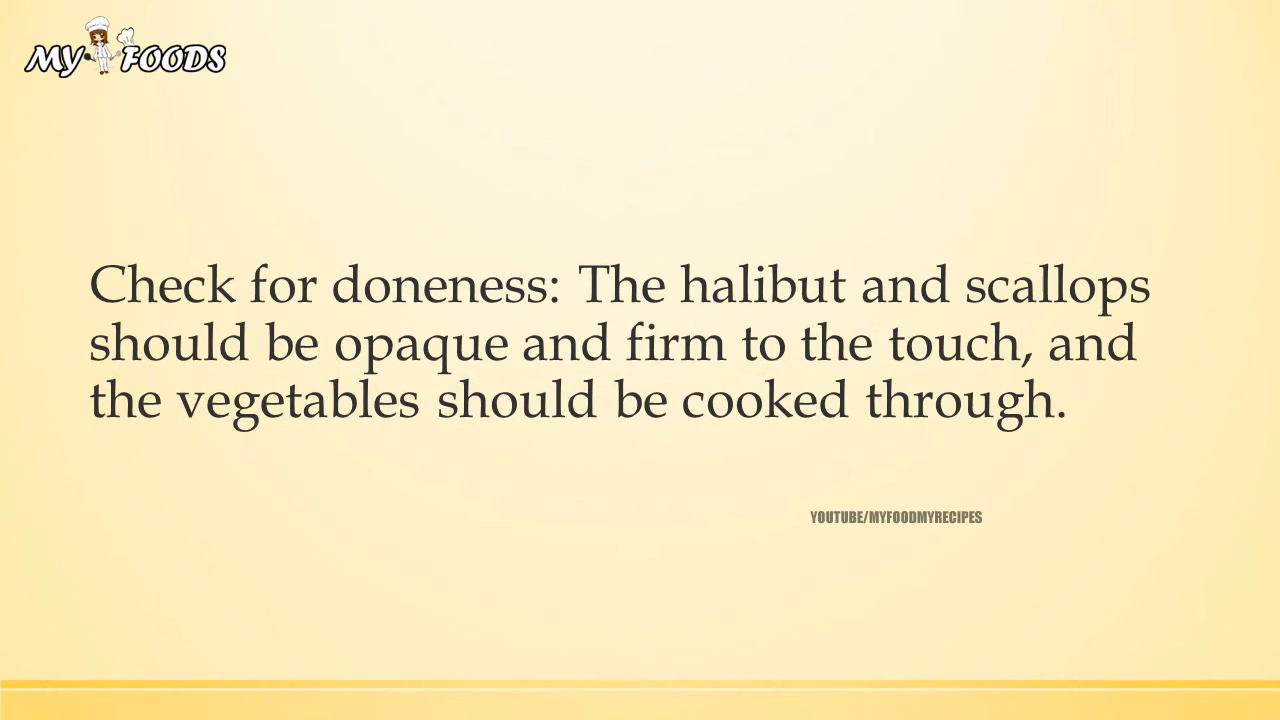 MY FOODS
Check for doneness: The halibut and scallops
should be opaque and firm to the touch, and
the vegetables should be cooked through.
YOUTUBE/MYFOODMYRECIPES